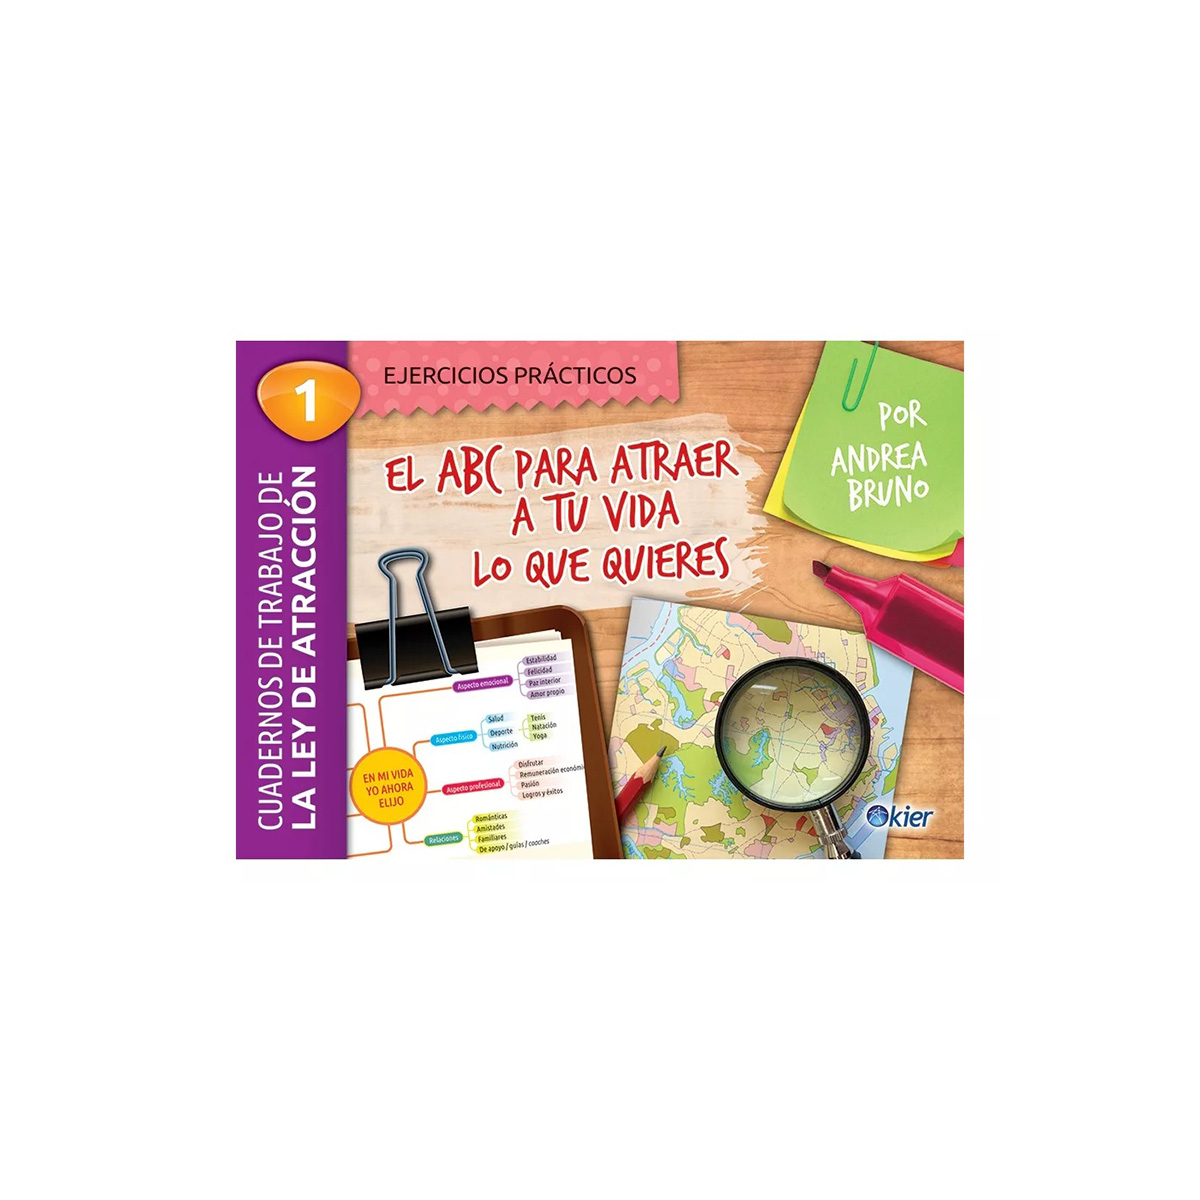 CUADERNOS DE TRABAJO DE
LA LEY DE ATRACCIÓN
1
EJERCICIOS PRÁCTICOS
EL ABC PARA ATRAER
A TU VIDA
LO QUE QUIERES
POR
ANDREA
BRUNO
EN MI VIDA
YO AHORA
ELIJO
Aspecto emocional
Estabilidad
Felicidad
Paz interior
Amor propio
Aspecto físico
Salud
Deporte
Nutrición
Tenis
Natación
Yoga
Aspecto profesional
Disfrutar
Remuneración económi
Pasión
Logros y éxitos
Relaciones
Románticas
Amistades
Familiares
De apoyo / guías / coaches
kier